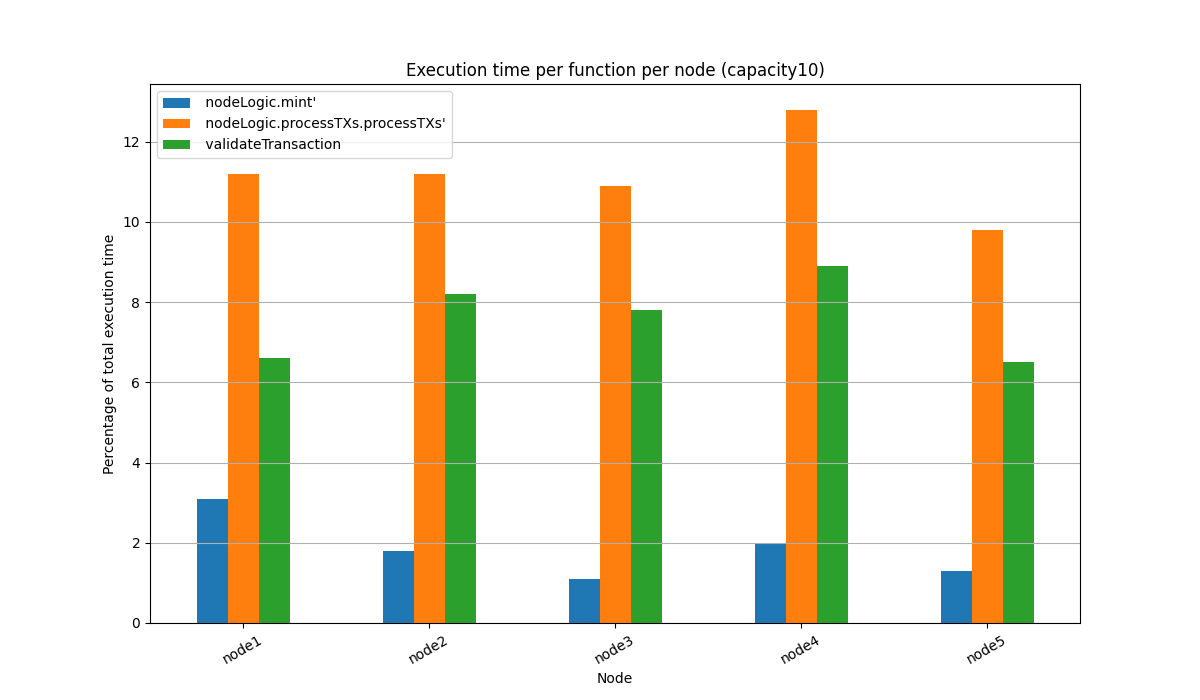 Execution time per function per node (capacity10)
nodeLogic.mint'
nodeLogic.processTXs.processTXs'
validateTransaction
Percentage of total execution time
12
10
8
6
4
2
0
node1 node2 node3 node4 node5
Node